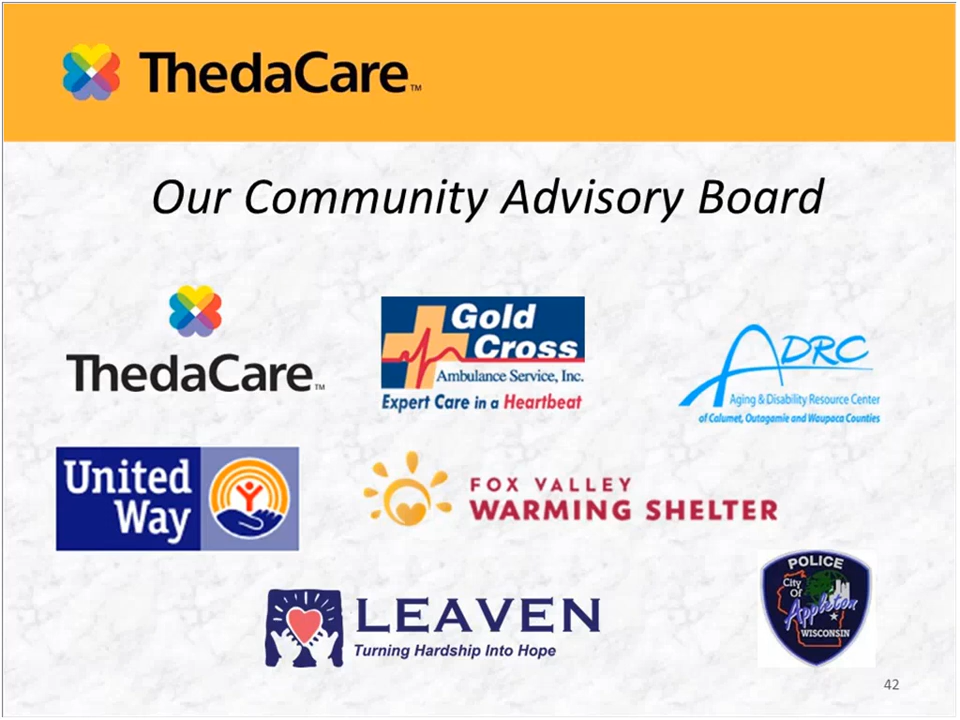 ThedaCare™
Our Community Advisory Board
ThedaCare™
Gold
Cross
Ambulance Service, Inc.
Expert Care in a Heartbeat
ADRC
Aging & Disability Resource Center
of Calumet, Outagamie and Waupaca Counties
United
Way
FOX VALLEY
WARMING SHELTER
LEAVEN
Turning Hardship Into Hope
POLICE
City
Of
Appleton
WISCONSIN
42